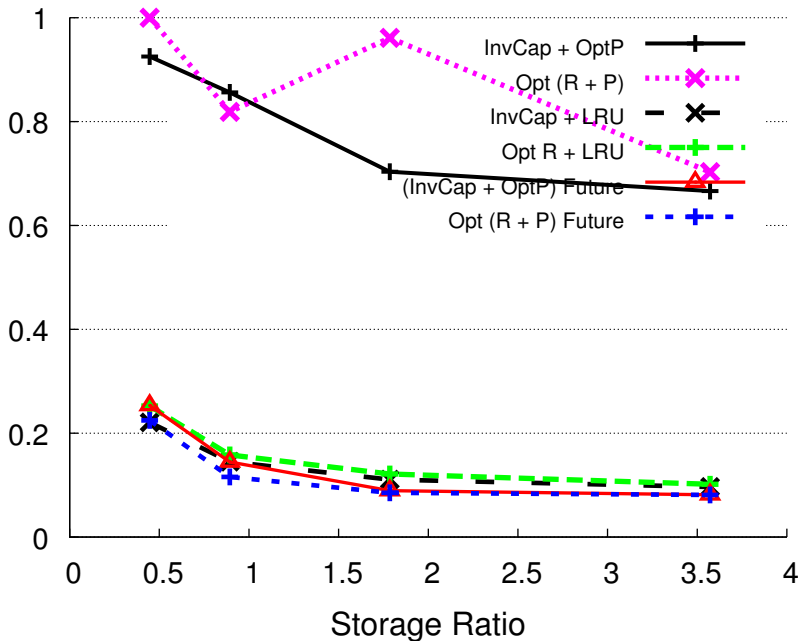 1
0.8
0.6
0.4
0.2
0
InvCap + OptP
Opt (R + P)
InvCap + LRU
Opt R + LRU
(InvCap + OptP) Future
Opt (R + P) Future
0 0.5 1 1.5 2 2.5 3 3.5 4
Storage Ratio